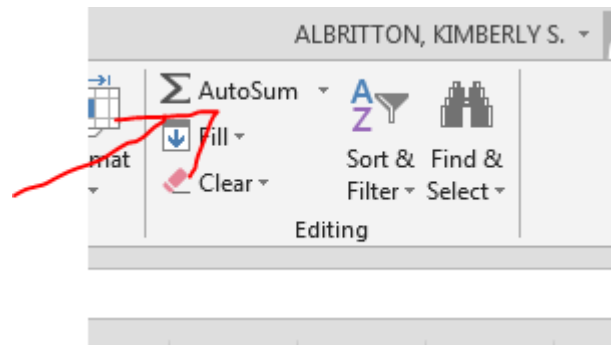 ALBRITTON, KIMBERLY S.
AutoSum
Fill
mat
Clear
Sort &
Filter
Find &
Select
Editing